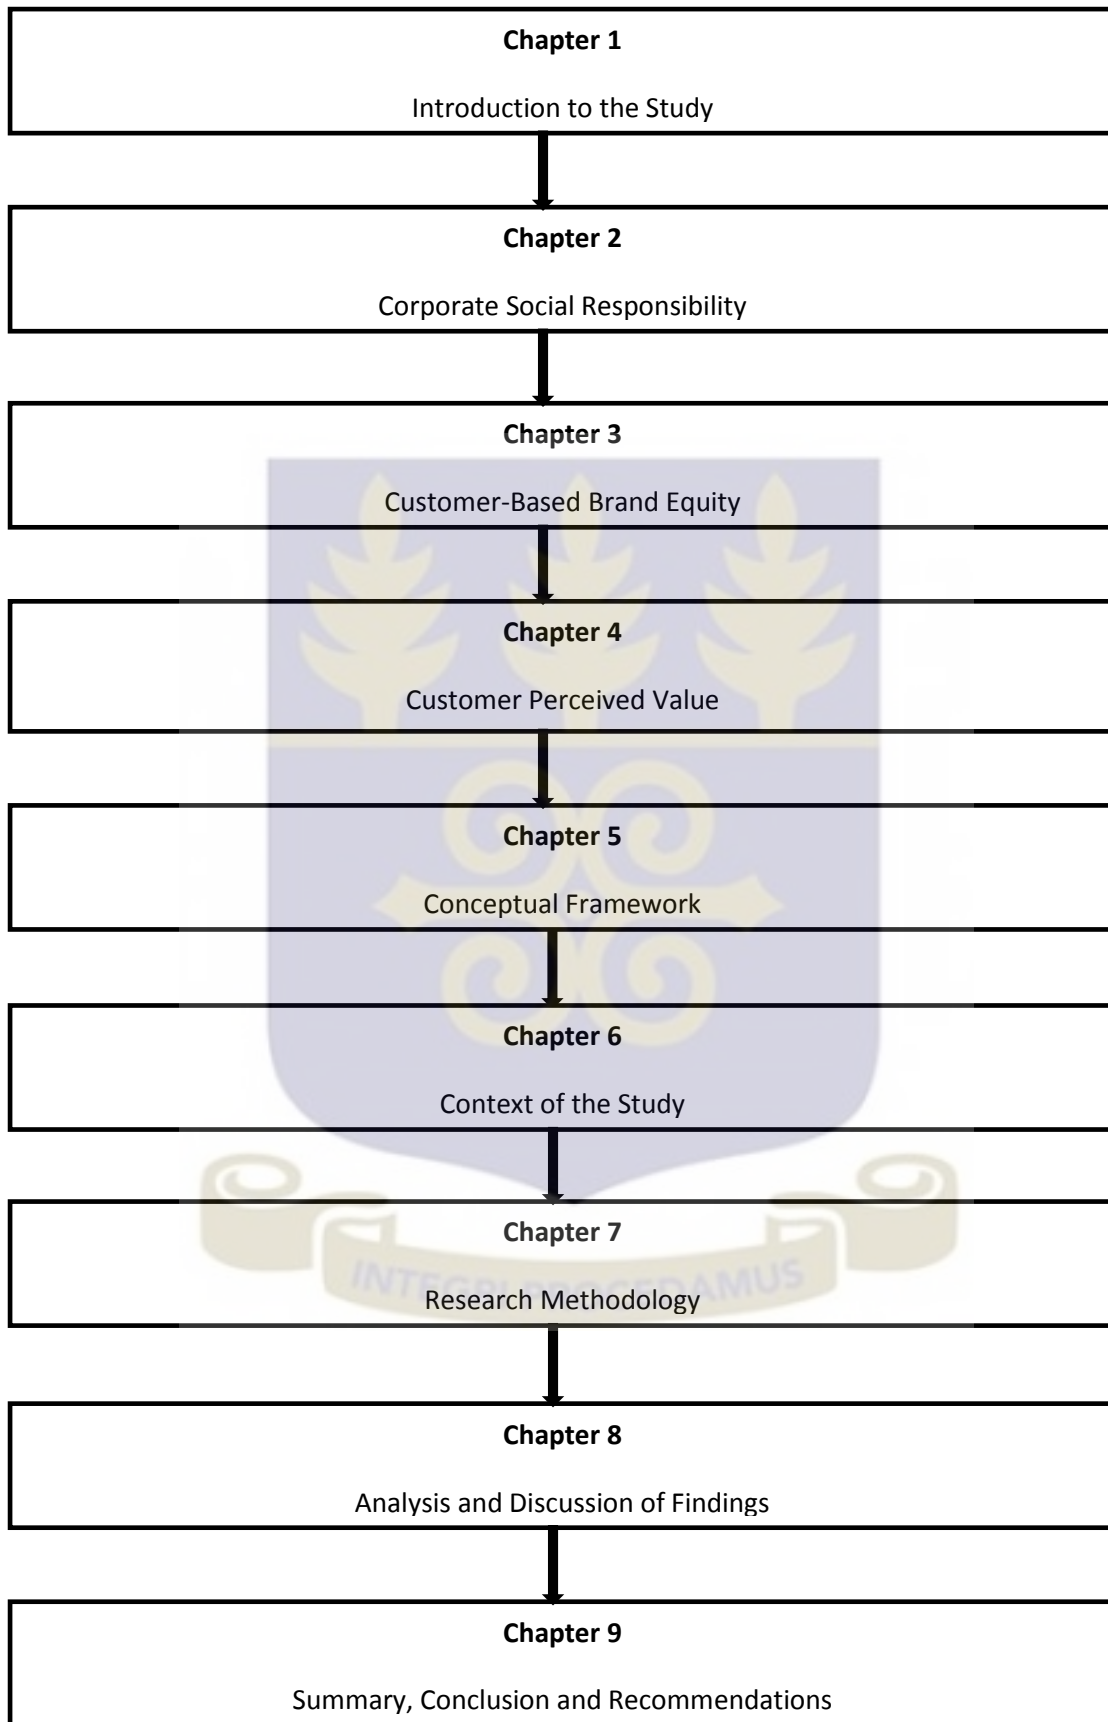 Chapter 1
Introduction to the Study
Chapter 2
Corporate Social Responsibility
Chapter 3
Customer-Based Brand Equity
Chapter 4
Customer Perceived Value
Chapter 5
Conceptual Framework
Chapter 6
Context of the Study
Chapter 7
INTEGRI PROCEDAMUS
Research Methodology
Chapter 8
Analysis and Discussion of Findings
Chapter 9
Summary, Conclusion and Recommendations